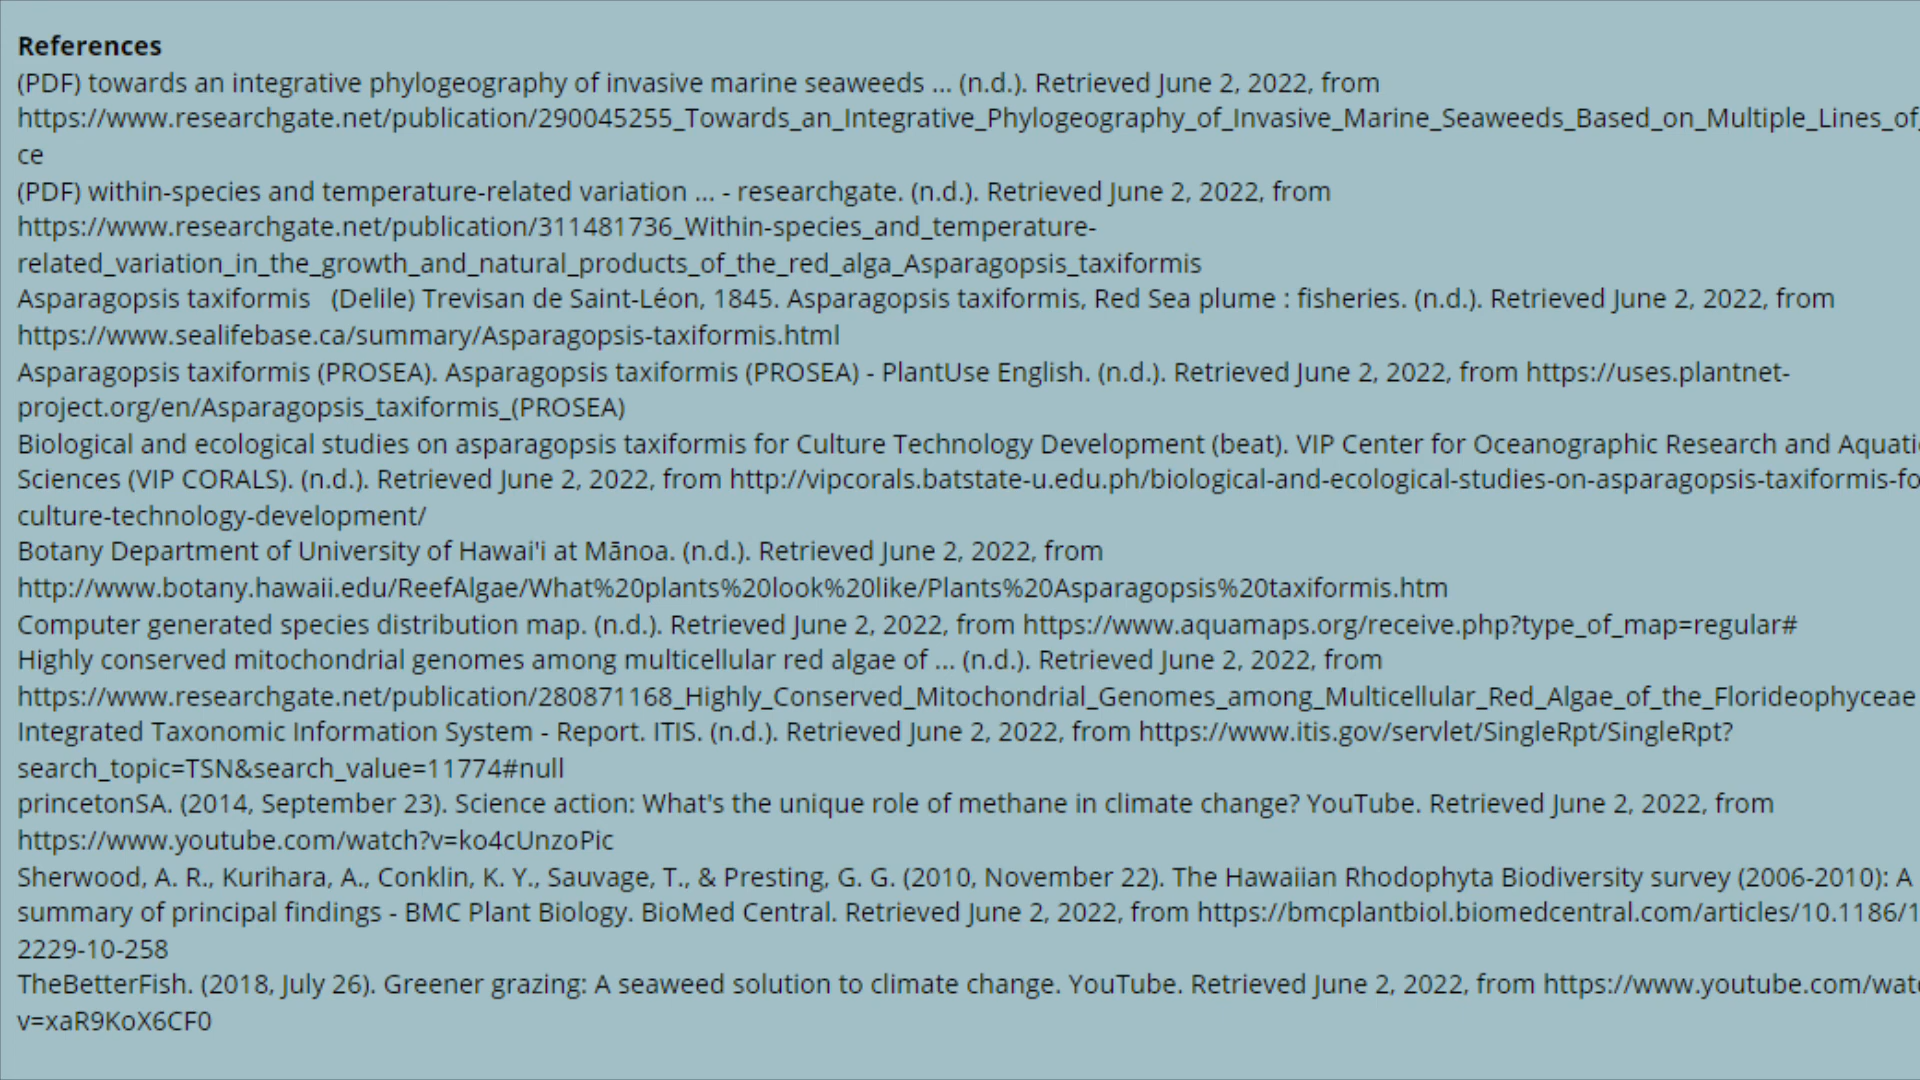 References
(PDF) towards an integrative phylogeography of invasive marine seaweeds ... (n.d.). Retrieved June 2, 2022, from
https://www.researchgate.net/publication/290045255_Towards_an_Integrative_Phylogeography_of_Invasive_Marine_Seaweeds_Based_on_Multiple_Lines_of_
ce
(PDF) within-species and temperature-related variation ... - researchgate. (n.d.). Retrieved June 2, 2022, from
https://www.researchgate.net/publication/311481736_Within-species_and_temperature-
related_variation_in_the_growth_and_natural_products_of_the_red_alga_Asparagopsis_taxiformis
Asparagopsis taxiformis   (Delile) Trevisan de Saint-Léon, 1845. Asparagopsis taxiformis, Red Sea plume : fisheries. (n.d.). Retrieved June 2, 2022, from
https://www.sealifebase.ca/summary/Asparagopsis-taxiformis.html
Asparagopsis taxiformis (PROSEA). Asparagopsis taxiformis (PROSEA) - PlantUse English. (n.d.). Retrieved June 2, 2022, from https://uses.plantnet-
project.org/en/Asparagopsis_taxiformis_(PROSEA)
Biological and ecological studies on asparagopsis taxiformis for Culture Technology Development (beat). VIP Center for Oceanographic Research and Aquati
Sciences (VIP CORALS). (n.d.). Retrieved June 2, 2022, from http://vipcorals.batstate-u.edu.ph/biological-and-ecological-studies-on-asparagopsis-taxiformis-fo
culture-technology-development/
Botany Department of University of Hawai'i at Mānoa. (n.d.). Retrieved June 2, 2022, from
http://www.botany.hawaii.edu/ReefAlgae/What%20plants%20look%20like/Plants%20Asparagopsis%20taxiformis.htm
Computer generated species distribution map. (n.d.). Retrieved June 2, 2022, from https://www.aquamaps.org/receive.php?type_of_map=regular#
Highly conserved mitochondrial genomes among multicellular red algae of ... (n.d.). Retrieved June 2, 2022, from
https://www.researchgate.net/publication/280871168_Highly_Conserved_Mitochondrial_Genomes_among_Multicellular_Red_Algae_of_the_Florideophyceae
Integrated Taxonomic Information System - Report. ITIS. (n.d.). Retrieved June 2, 2022, from https://www.itis.gov/servlet/SingleRpt/SingleRpt?
search_topic=TSN&search_value=11774#null
princetonSA. (2014, September 23). Science action: What's the unique role of methane in climate change? YouTube. Retrieved June 2, 2022, from
https://www.youtube.com/watch?v=ko4cUnzoPic
Sherwood, A. R., Kurihara, A., Conklin, K. Y., Sauvage, T., & Presting, G. G. (2010, November 22). The Hawaiian Rhodophyta Biodiversity survey (2006-2010): A
summary of principal findings - BMC Plant Biology. BioMed Central. Retrieved June 2, 2022, from https://bmcplantbiol.biomedcentral.com/articles/10.1186/1
2229-10-258
TheBetterFish. (2018, July 26). Greener grazing: A seaweed solution to climate change. YouTube. Retrieved June 2, 2022, from https://www.youtube.com/wat
v=xaR9KoX6CF0